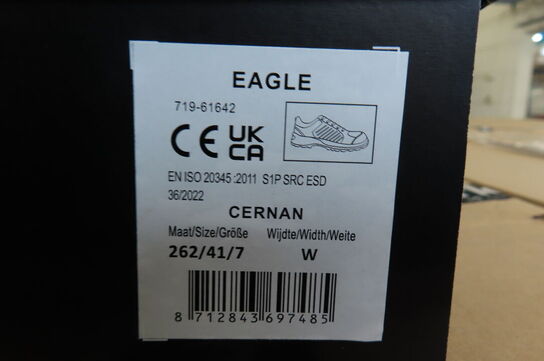 EAGLE
719-61642
CE UK CA
EN ISO 20345 :2011 S1P SRC ESD
36/2022
CERNAN
Maat/Size/Größe Wijdte/Width/Weite
262/41/7 W
8 712843 697485